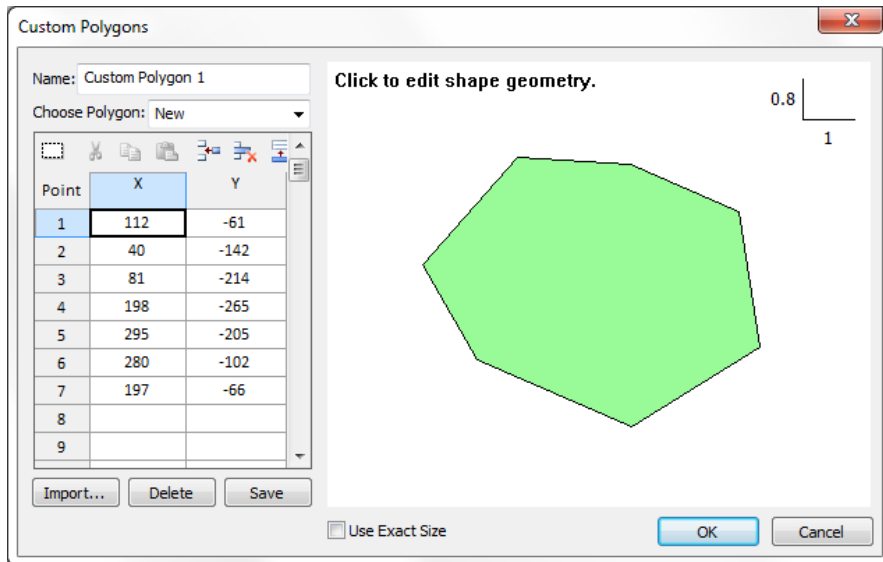 Custom Polygons
Name: Custom Polygon 1
Choose Polygon: New
Point X Y
1 112 -61
2 40 -142
3 81 -214
4 198 -265
5 295 -205
6 280 -102
7 197 -66
8
9
Import... Delete Save
Click to edit shape geometry.
0.8
1
Use Exact Size
OK Cancel